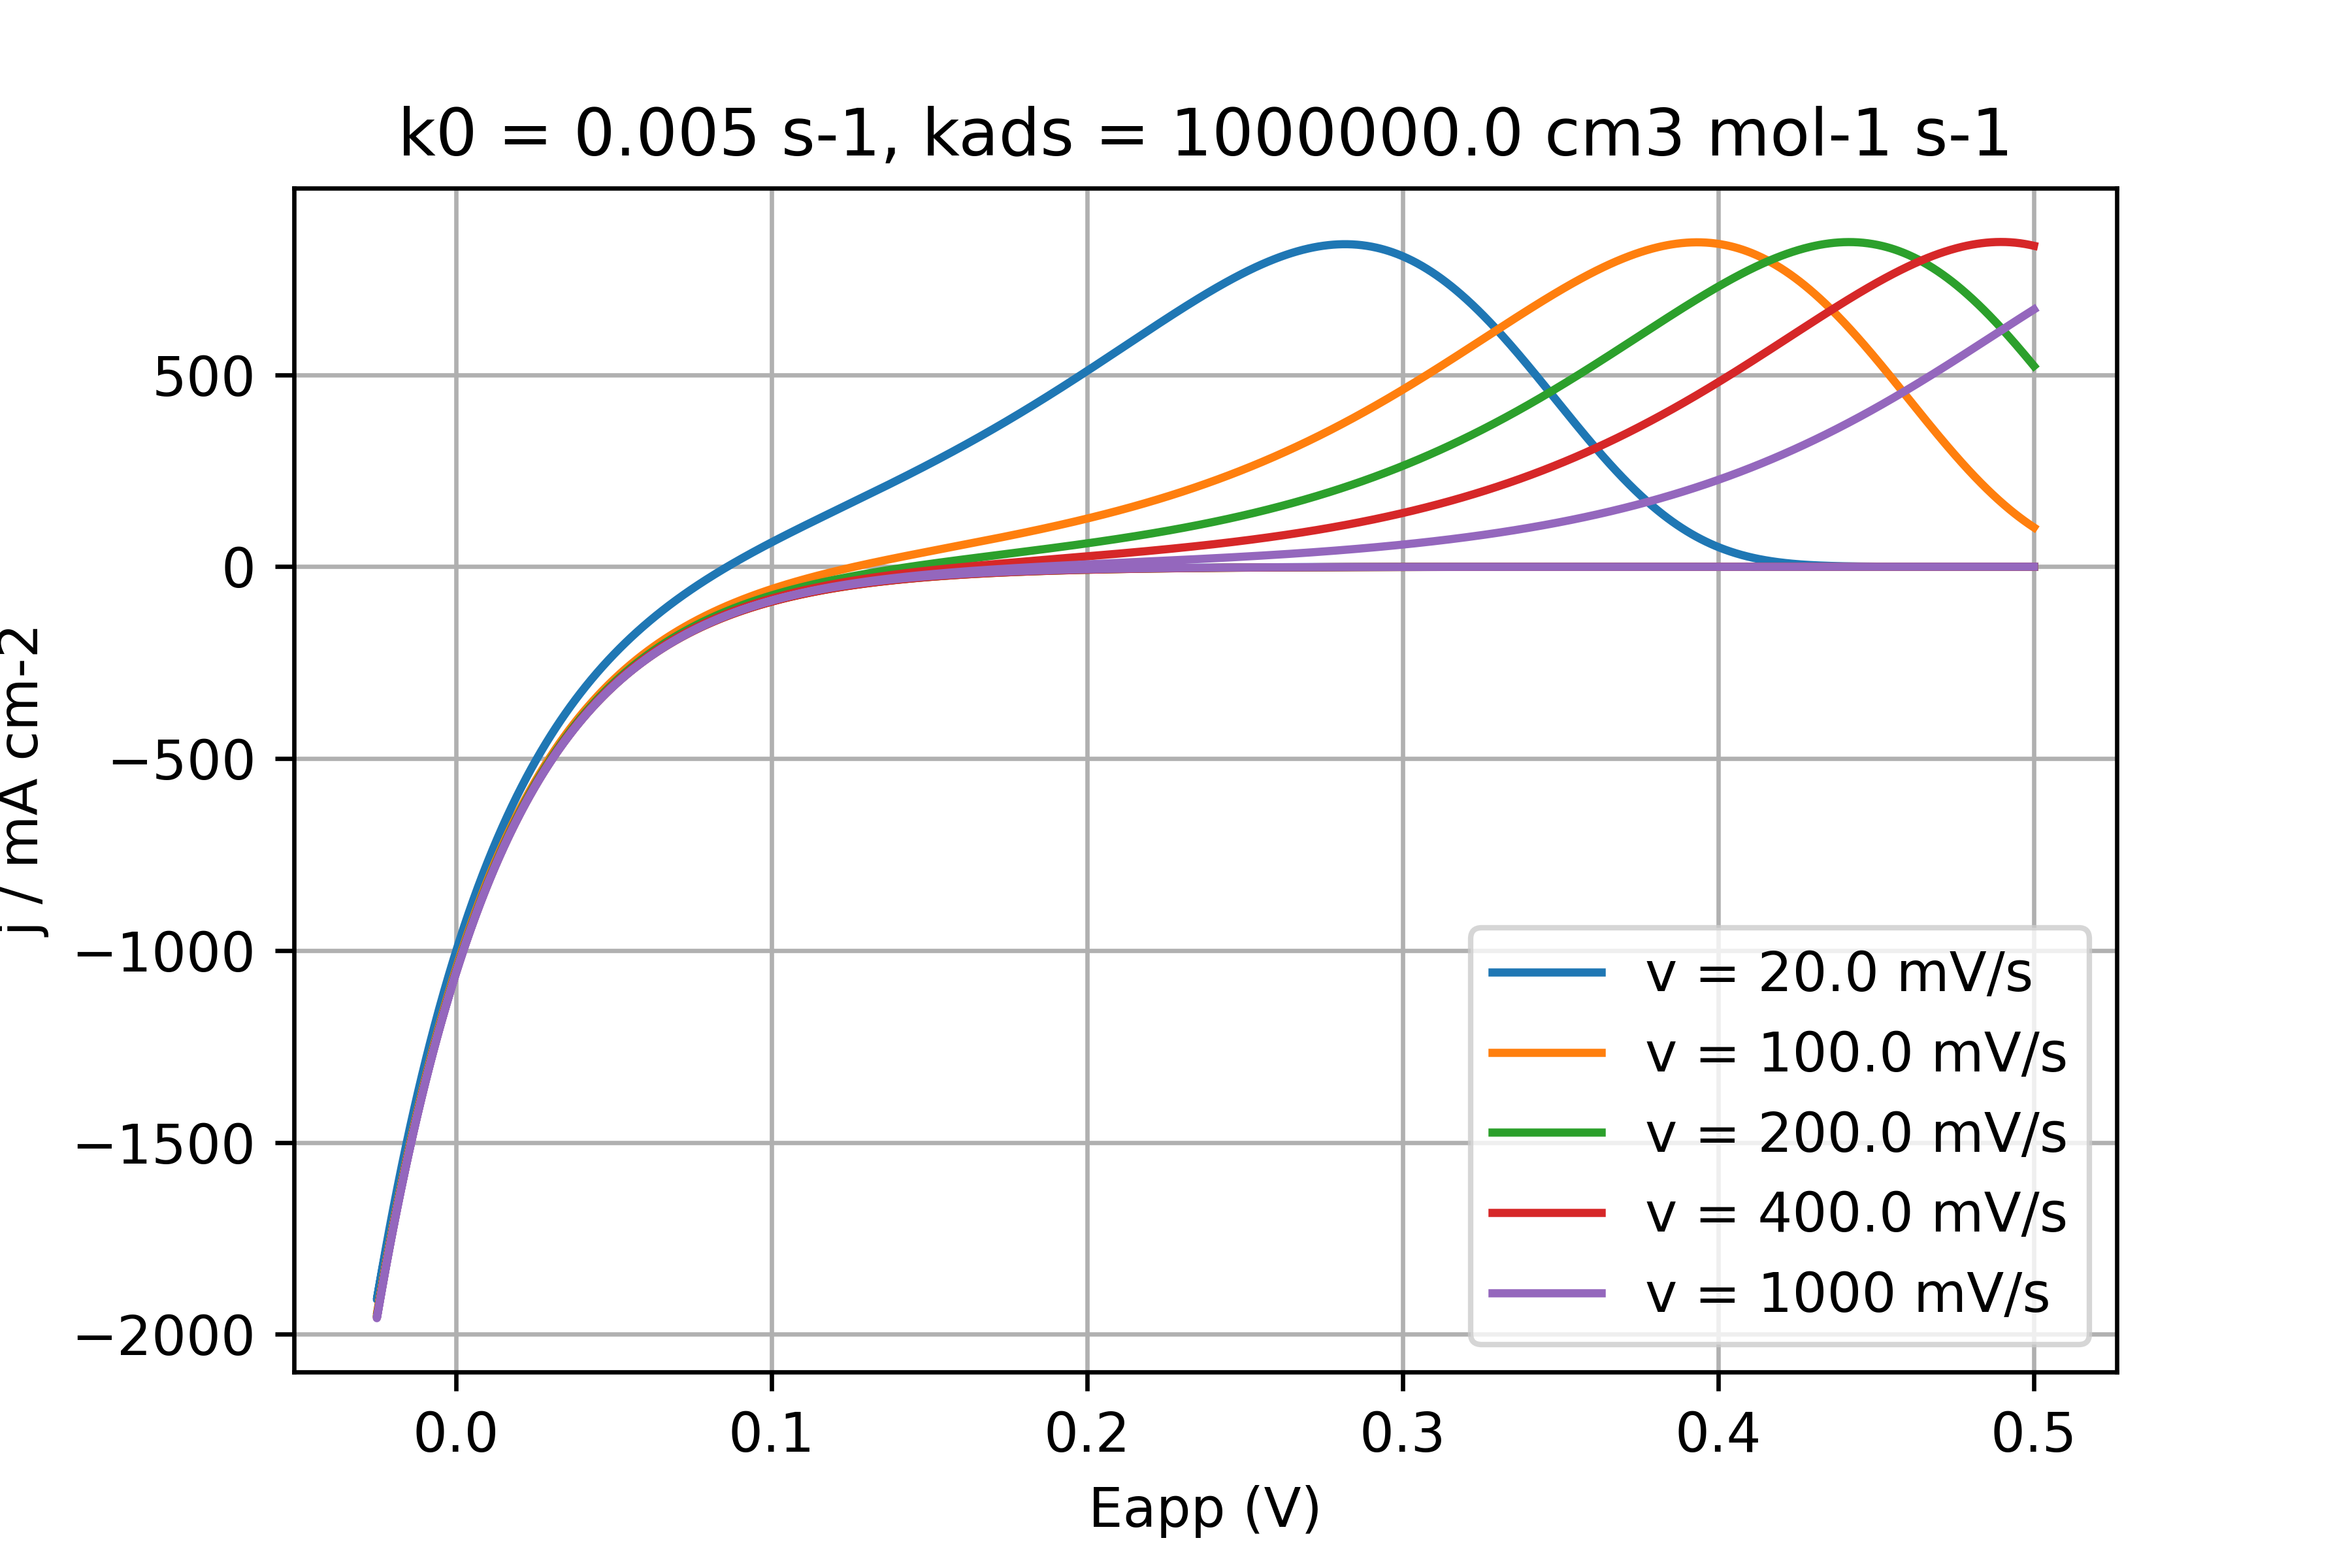 k0 = 0.005 s-1, kads = 1000000.0 cm3 mol-1 s-1
j / mA cm-2
500
0
−500
−1000
−1500
−2000
v = 20.0 mV/s
v = 100.0 mV/s
v = 200.0 mV/s
v = 400.0 mV/s
v = 1000 mV/s
0.0 0.1 0.2 0.3 0.4 0.5
Eapp (V)